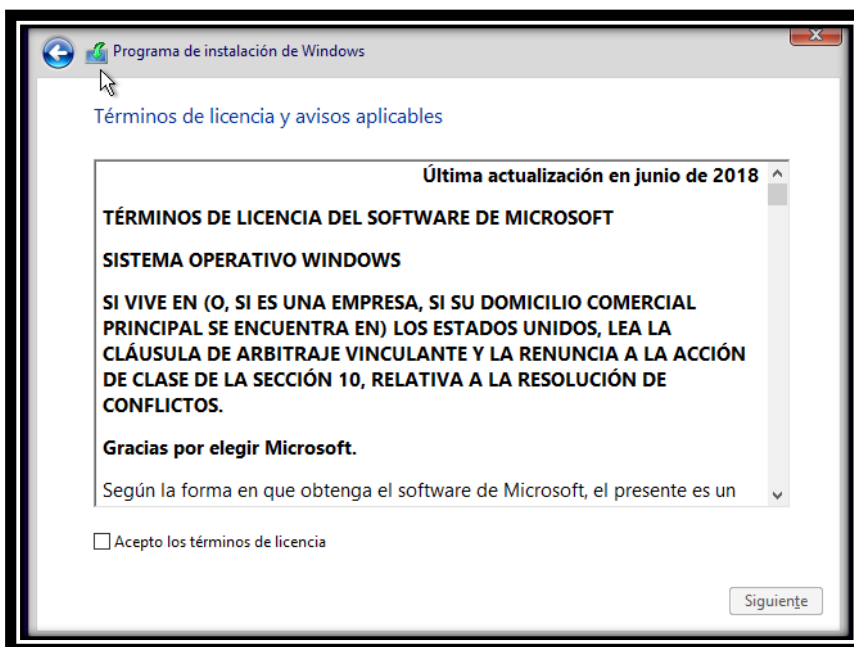 Programa de instalación de Windows
Términos de licencia y avisos aplicables
Última actualización en junio de 2018
TÉRMINOS DE LICENCIA DEL SOFTWARE DE MICROSOFT
SISTEMA OPERATIVO WINDOWS
SI VIVE EN (O, SI ES UNA EMPRESA, SI SU DOMICILIO COMERCIAL
PRINCIPAL SE ENCUENTRA EN) LOS ESTADOS UNIDOS, LEA LA
CLÁUSULA DE ARBITRAJE VINCULANTE Y LA RENUNCIA A LA ACCIÓN
DE CLASE DE LA SECCIÓN 10, RELATIVA A LA RESOLUCIÓN DE
CONFLICTOS.
Gracias por elegir Microsoft.
Según la forma en que obtenga el software de Microsoft, el presente es un
Acepto los términos de licencia
Siguiente